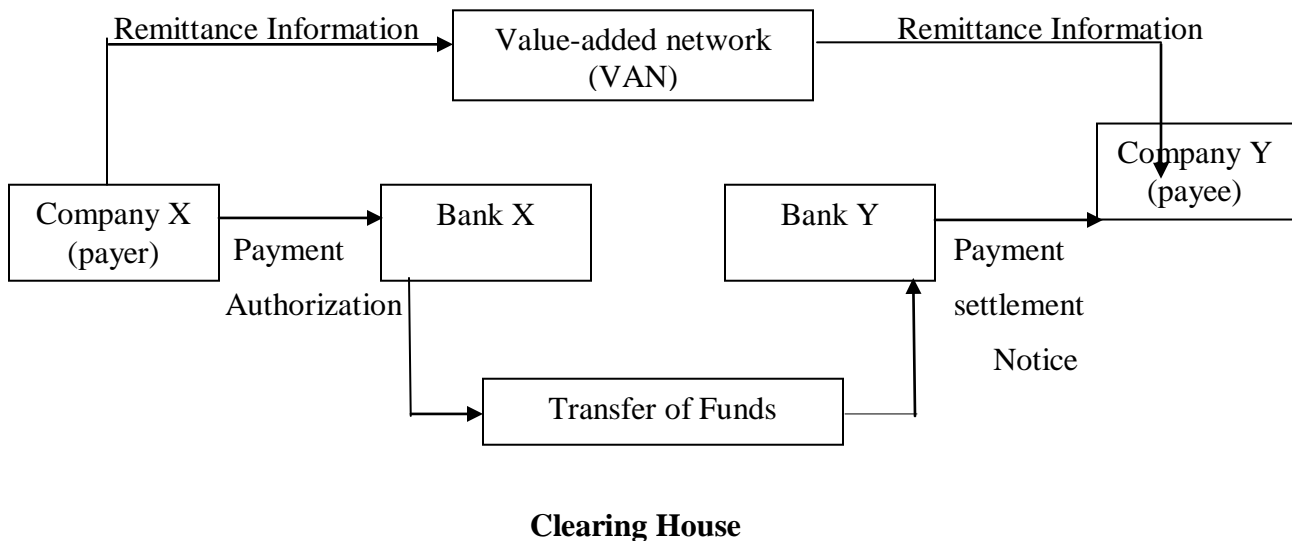 Remittance Information
Value-added network
(VAN)
Remittance Information
Company X
(payer)
Payment
Authorization
Bank X
Bank Y
Payment
settlement
Notice
Company Y
(payee)
Transfer of Funds
Clearing House